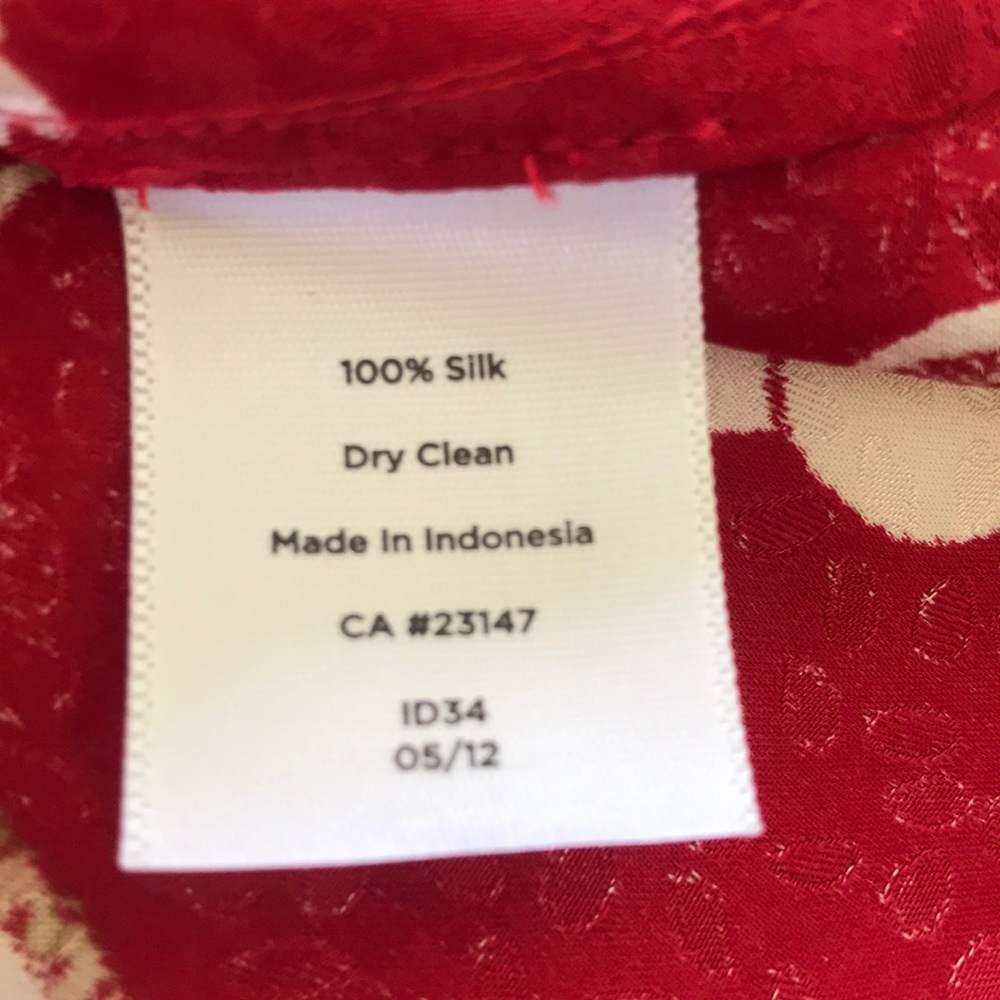 100% Silk
Dry Clean
Made In Indonesia
CA #23147
ID34
05/12